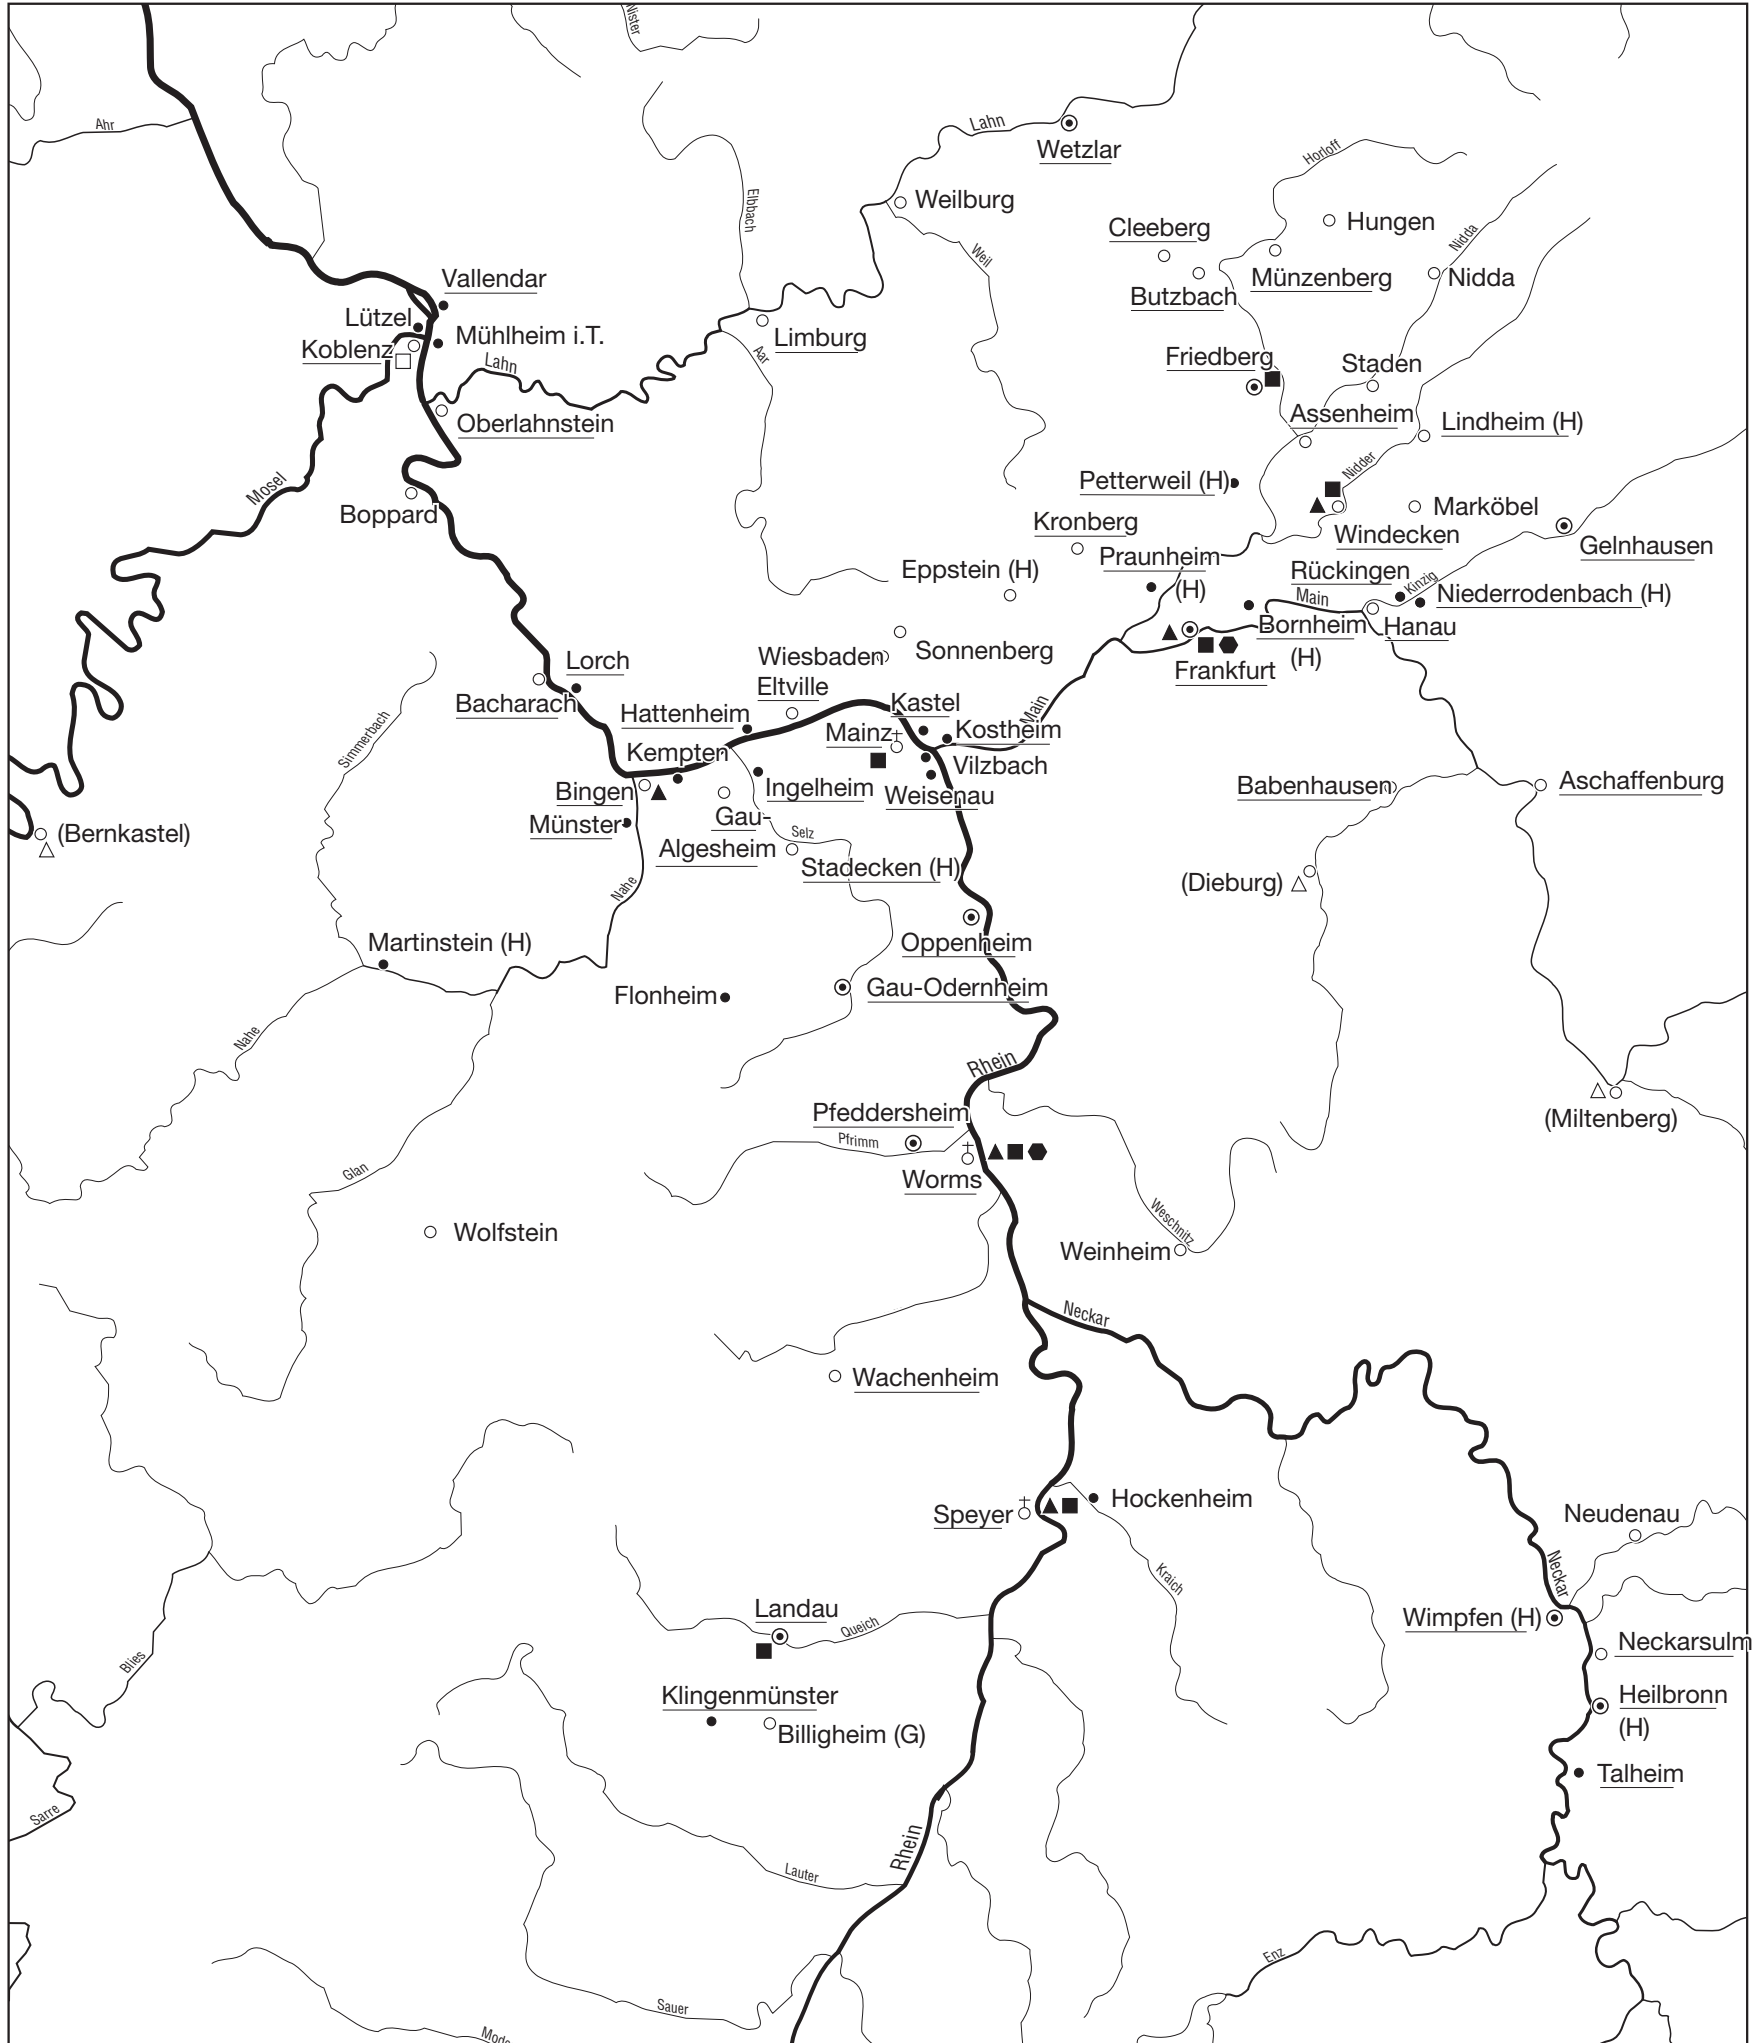 Nister
Ahr
Lahn
Wetzlar
Horloff
Elbbach
Weilburg
Hungen
Cleeberg
Nidda
Weil
Vallendar
Münzenberg
Nidda
Butzbach
Lützel
Mühlheim i.T.
Limburg
Koblenz
Lahn
Aar
Friedberg
Staden
Oberlahnstein
Assenheim
Lindheim (H)
Mosel
Nidder
Petterweil (H)
Boppard
Kronberg
Marköbel
Windecken
Gelnhausen
Eppstein (H)
Praunheim
(H)
Rückingen
Kinzig
Main
Niederrodenbach (H)
Bornheim
(H)
Hanau
Wiesbaden
Sonnenberg
Lorch
Frankfurt
Eltville
Bacharach
Hattenheim
Kastel
Main
Simmerbach
Mainz
Kostheim
Kempten
Vilzbach
Bingen
Ingelheim
Weisenau
Babenhausen
Aschaffenburg
Münster
Gau-
Algesheim
Selz
(Bernkastel)
Stadecken (H)
Nahe
(Dieburg)
Martinstein (H)
Oppenheim
Flonheim
Gau-Odernheim
Nahe
Rhein
Pfeddersheim
(Miltenberg)
Pfrimm
Glan
Worms
Wolfstein
Weschnitz
Weinheim
Neckar
Wachenheim
Speyer
Hockenheim
Neudenau
Kraich
Neckar
Landau
Queich
Wimpfen (H)
Neckarsulm
Blies
Klingenmünster
Heilbronn
(H)
Billigheim (G)
Talheim
Sarre
Rhein
Lauter
Enz
Sauer
Mode